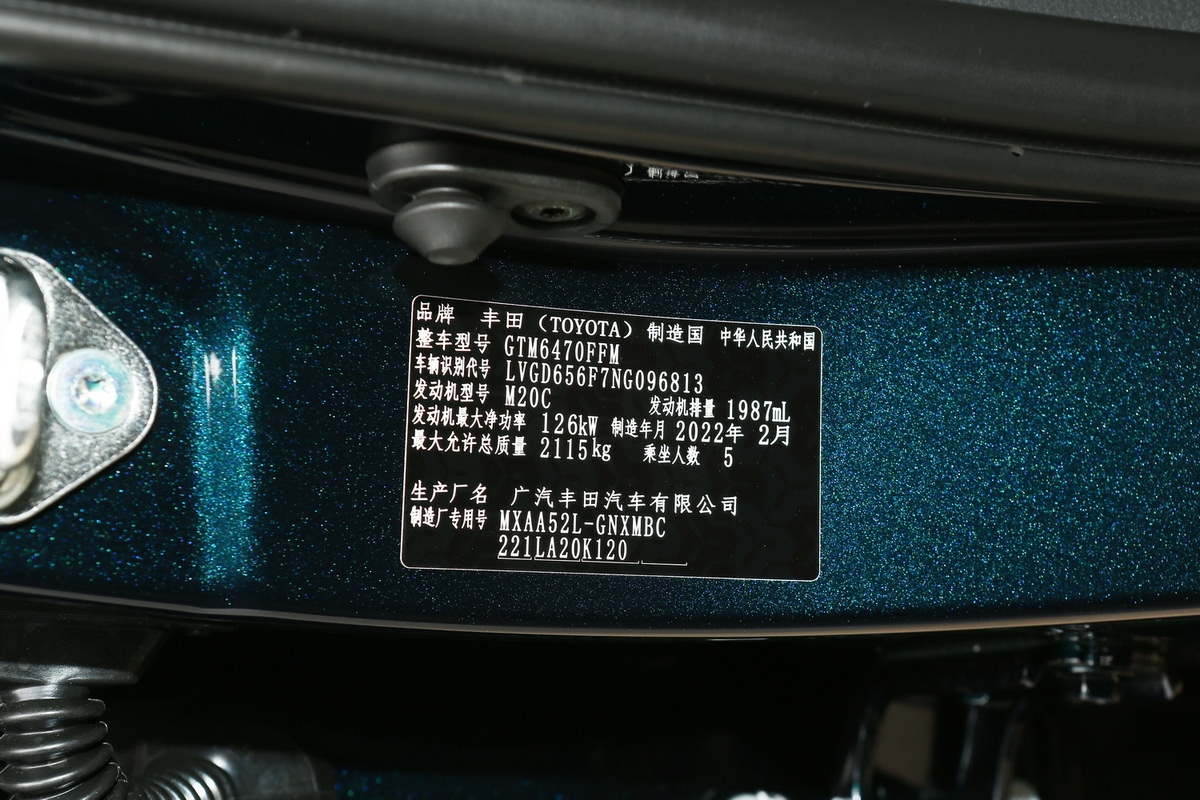 品牌 丰田（TOYOTA） 制造国 中华人民共和国
整车型号 GTM6470FFM
车辆识别代号 LVGD656F7NG096813
发动机型号 M20C 发动机排量 1987mL
发动机最大净功率 126kW 制造年月 2022年 2月
最大允许总质量 2115kg 乘坐人数 5
生产厂名 广汽丰田汽车有限公司
制造厂专用号 MXAA52L-GNXMBC
221LA20K120